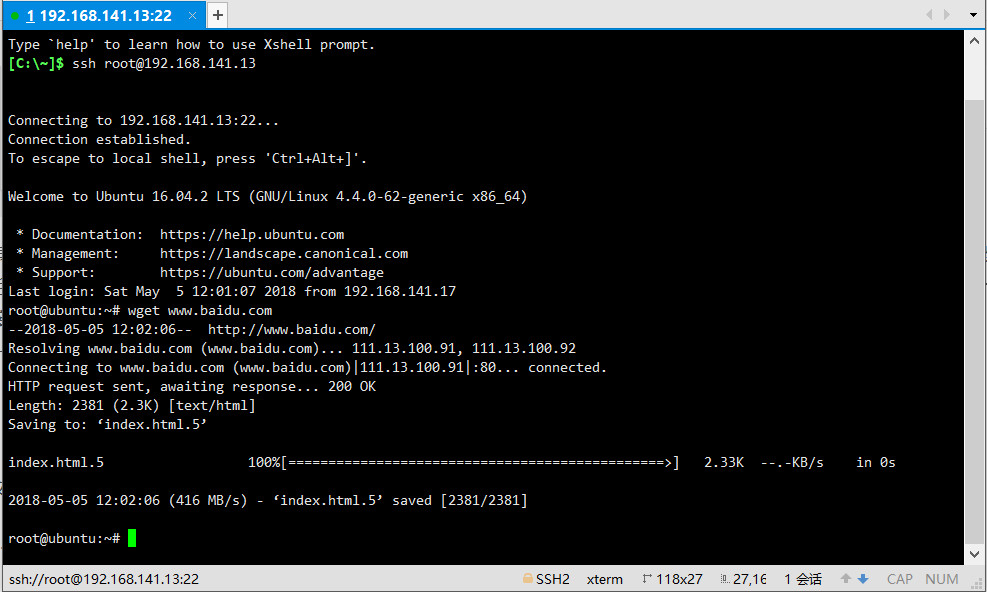 1 192.168.141.13:22 × +
Type `help' to learn how to use Xshell prompt.
[C:\~]$ ssh root@192.168.141.13
Connecting to 192.168.141.13:22...
Connection established.
To escape to local shell, press 'Ctrl+Alt+]'.
Welcome to Ubuntu 16.04.2 LTS (GNU/Linux 4.4.0-62-generic x86_64)
* Documentation:  https://help.ubuntu.com
* Management:     https://landscape.canonical.com
* Support:        https://ubuntu.com/advantage
Last login: Sat May  5 12:01:07 2018 from 192.168.141.17
root@ubuntu:~# wget www.baidu.com
--2018-05-05 12:02:06--  http://www.baidu.com/
Resolving www.baidu.com (www.baidu.com)... 111.13.100.91, 111.13.100.92
Connecting to www.baidu.com (www.baidu.com)|111.13.100.91|:80... connected.
HTTP request sent, awaiting response... 200 OK
Length: 2381 (2.3K) [text/html]
Saving to: ‘index.html.5’
index.html.5                  100%[===============================================>]   2.33K  --.-KB/s    in 0s
2018-05-05 12:02:06 (416 MB/s) - ‘index.html.5’ saved [2381/2381]
root@ubuntu:~#
ssh://root@192.168.141.13:22 SSH2 xterm 118x27 27,16 1 会话 CAP NUM